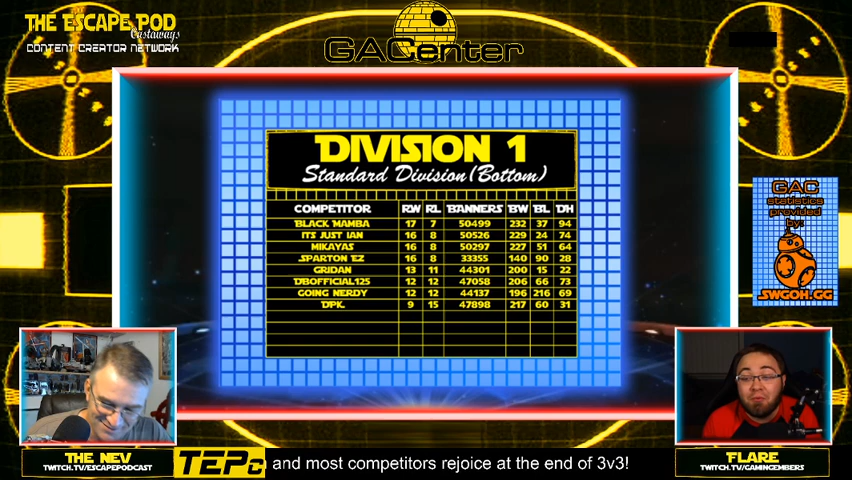 THE ESCAPE POD
Castaways
CONTENT CREATOR NETWORK
GACenter
DIVISION 1
Standard Division (Bottom)
COMPETITOR RW RL BANNERS BW BL DH
BLACK MAMBA 17 7 50499 232 37 94
ITS JUST IAN 16 8 50526 229 24 74
MIKAYAS 16 8 50297 227 51 64
SPARTON EZ 16 8 33355 140 90 28
GRIDAN 13 11 44301 200 15 22
DBOFFICIAL125 12 12 47058 206 66 73
GOING NERDY 12 12 44137 196 216 69
DPK 9 15 47898 217 60 31
GAC
statistics
provided
by:
SWGOH.GG
THE NEV
TWITCH.TV/ESCAPEPODCAST
TEPC
and most competitors rejoice at the end of 3v3!
FLARE
TWITCH.TV/GAMINGEMBERS